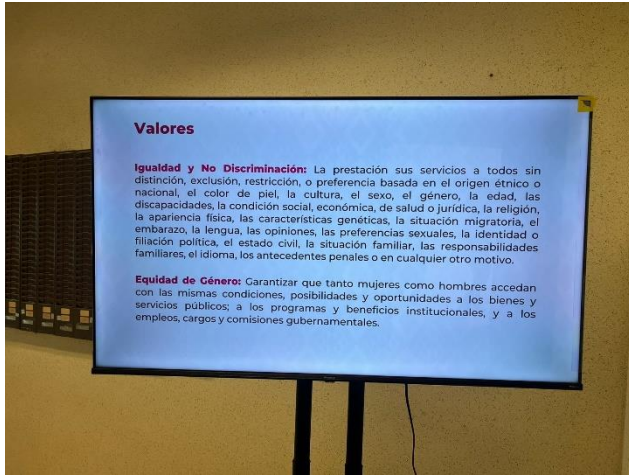 Valores
Igualdad y No Discriminación: La prestación sus servicios a todos sin
distinción, exclusión, restricción, o preferencia basada en el origen étnico o
nacional, el color de piel, la cultura, el sexo, el género, la edad, las
discapacidades, la condición social, económica, de salud o jurídica, la religión,
la apariencia física, las características genéticas, la situación migratoria, el
embarazo, la lengua, las opiniones, las preferencias sexuales, la identidad o
filiación política, el estado civil, la situación familiar, las responsabilidades
familiares, el idioma, los antecedentes penales o en cualquier otro motivo.
Equidad de Género: Garantizar que tanto mujeres como hombres accedan
con las mismas condiciones, posibilidades y oportunidades a los bienes y
servicios públicos; a los programas y beneficios institucionales, y a los
empleos, cargos y comisiones gubernamentales.